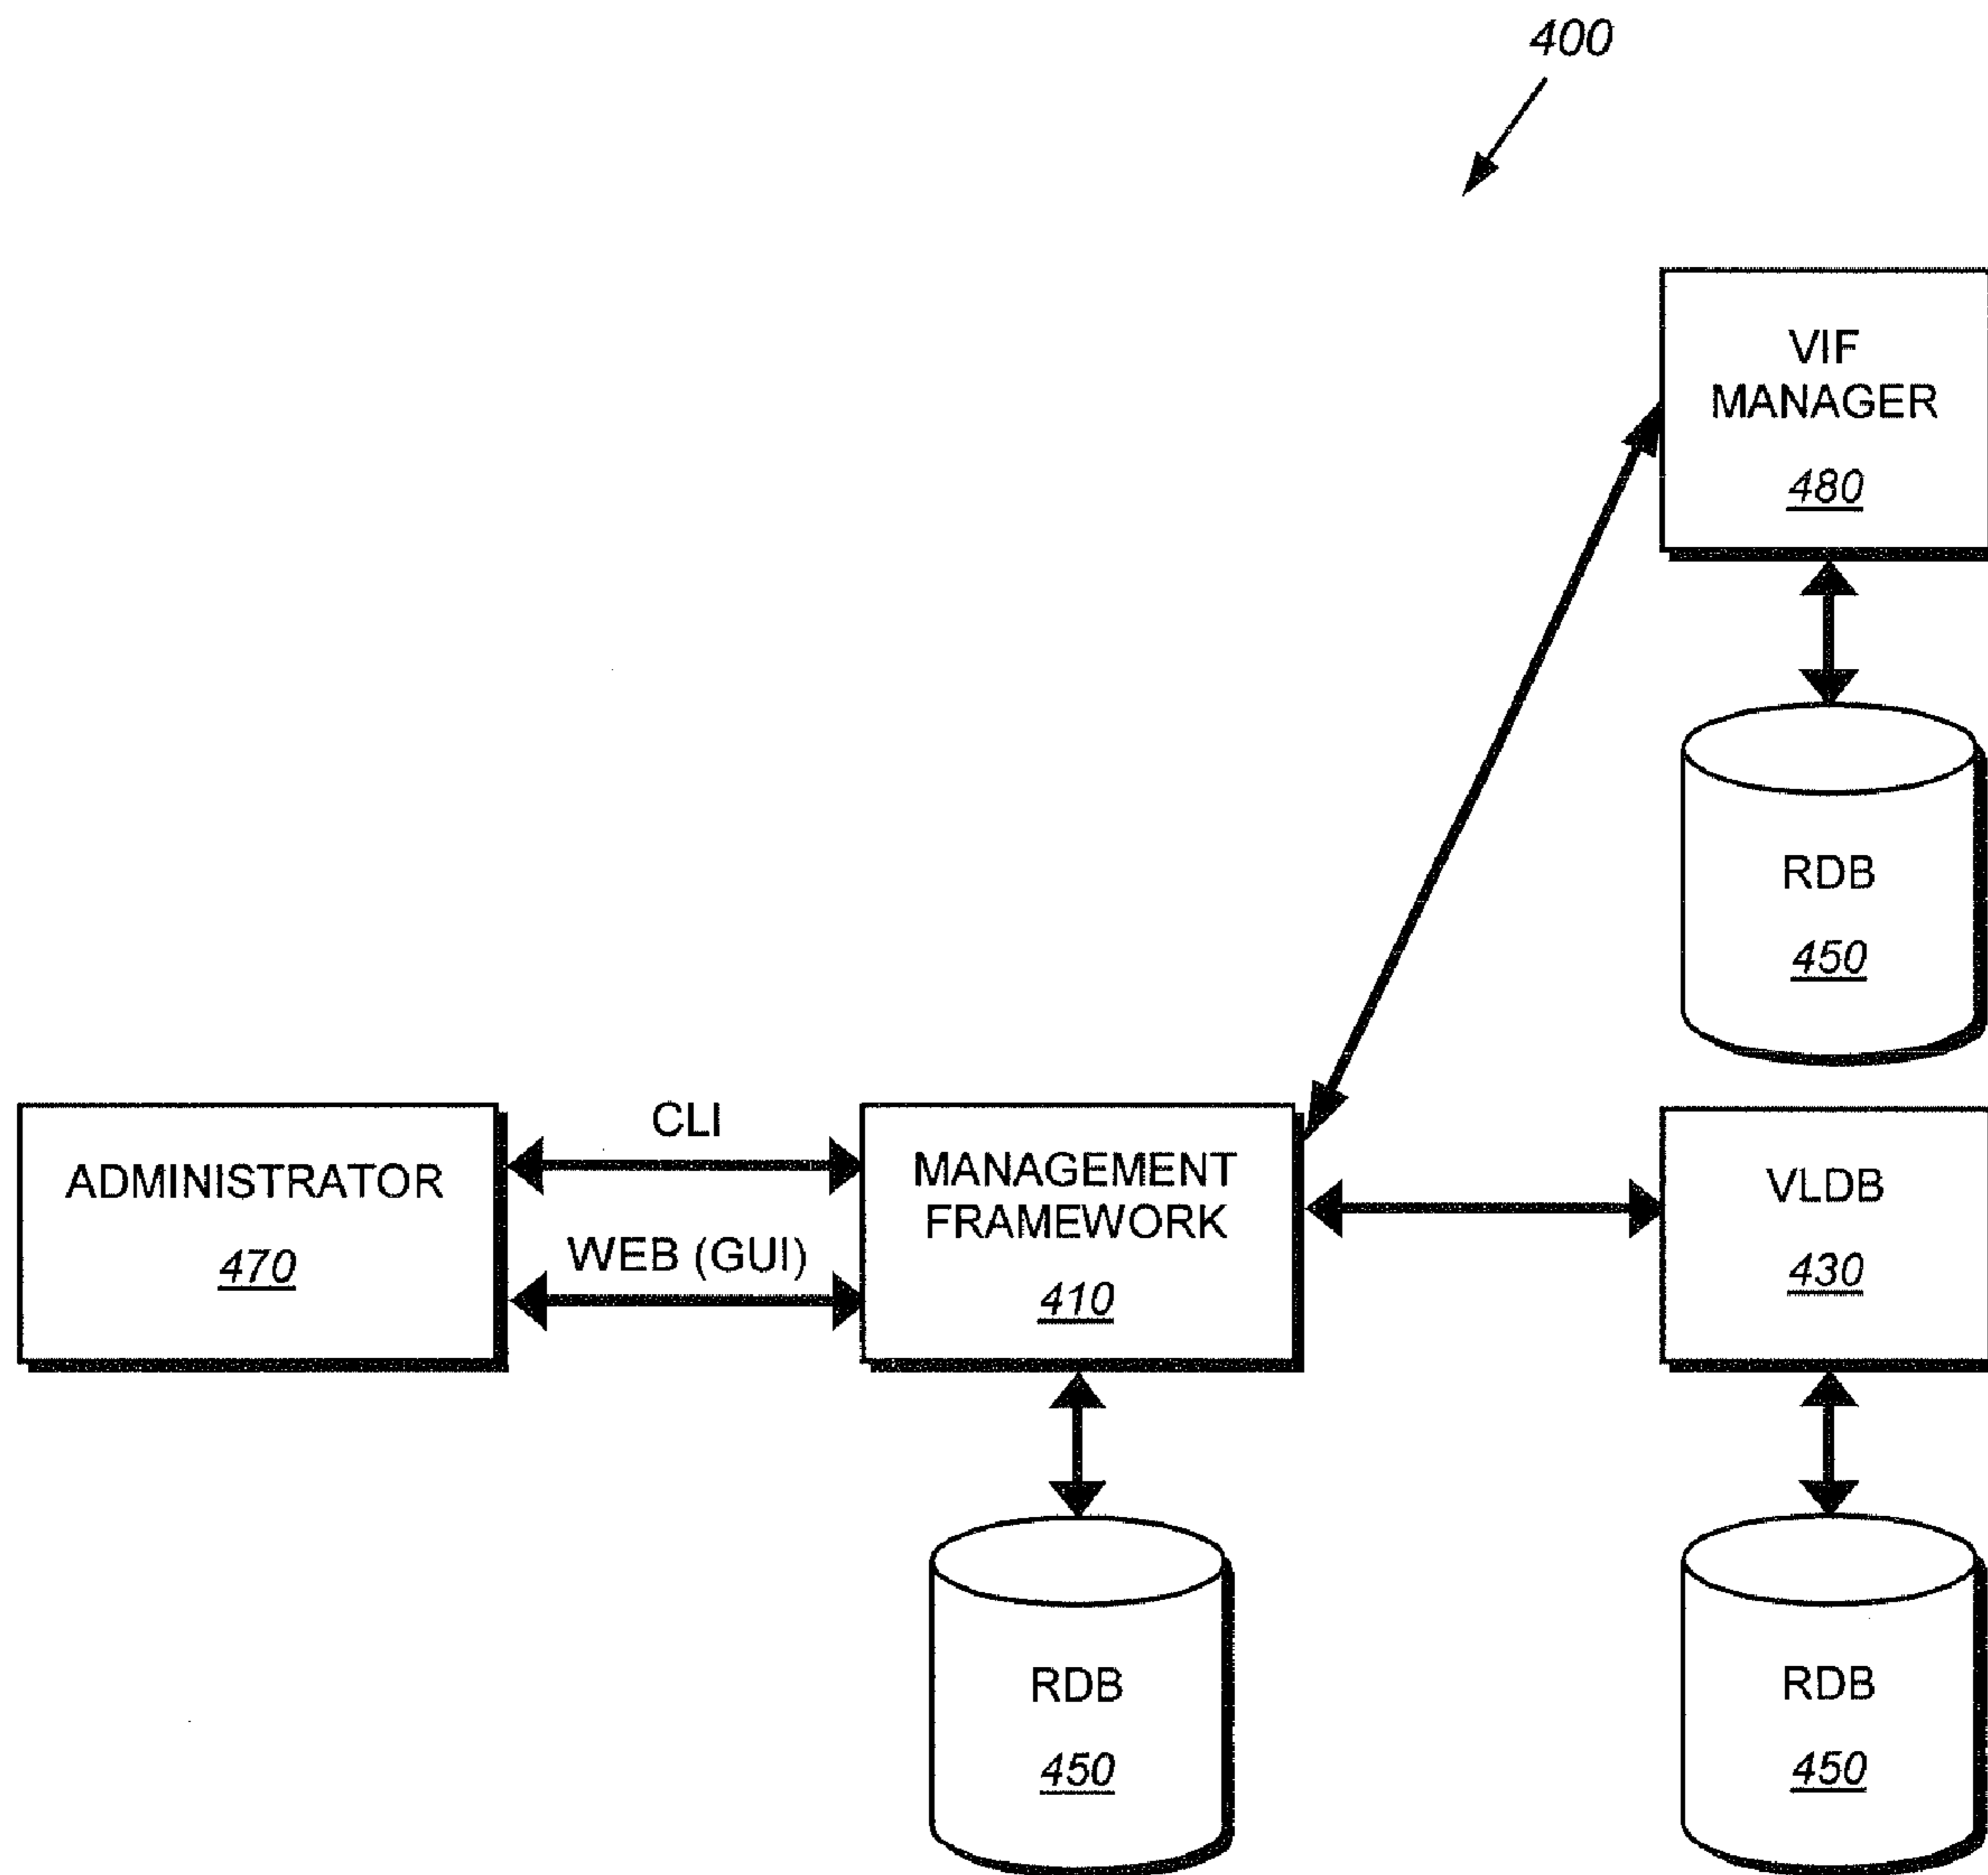 400
VIF
MANAGER
480
RDB
450
ADMINISTRATOR
470
CLI
WEB (GUI)
MANAGEMENT
FRAMEWORK
410
VLDB
430
RDB
450
RDB
450